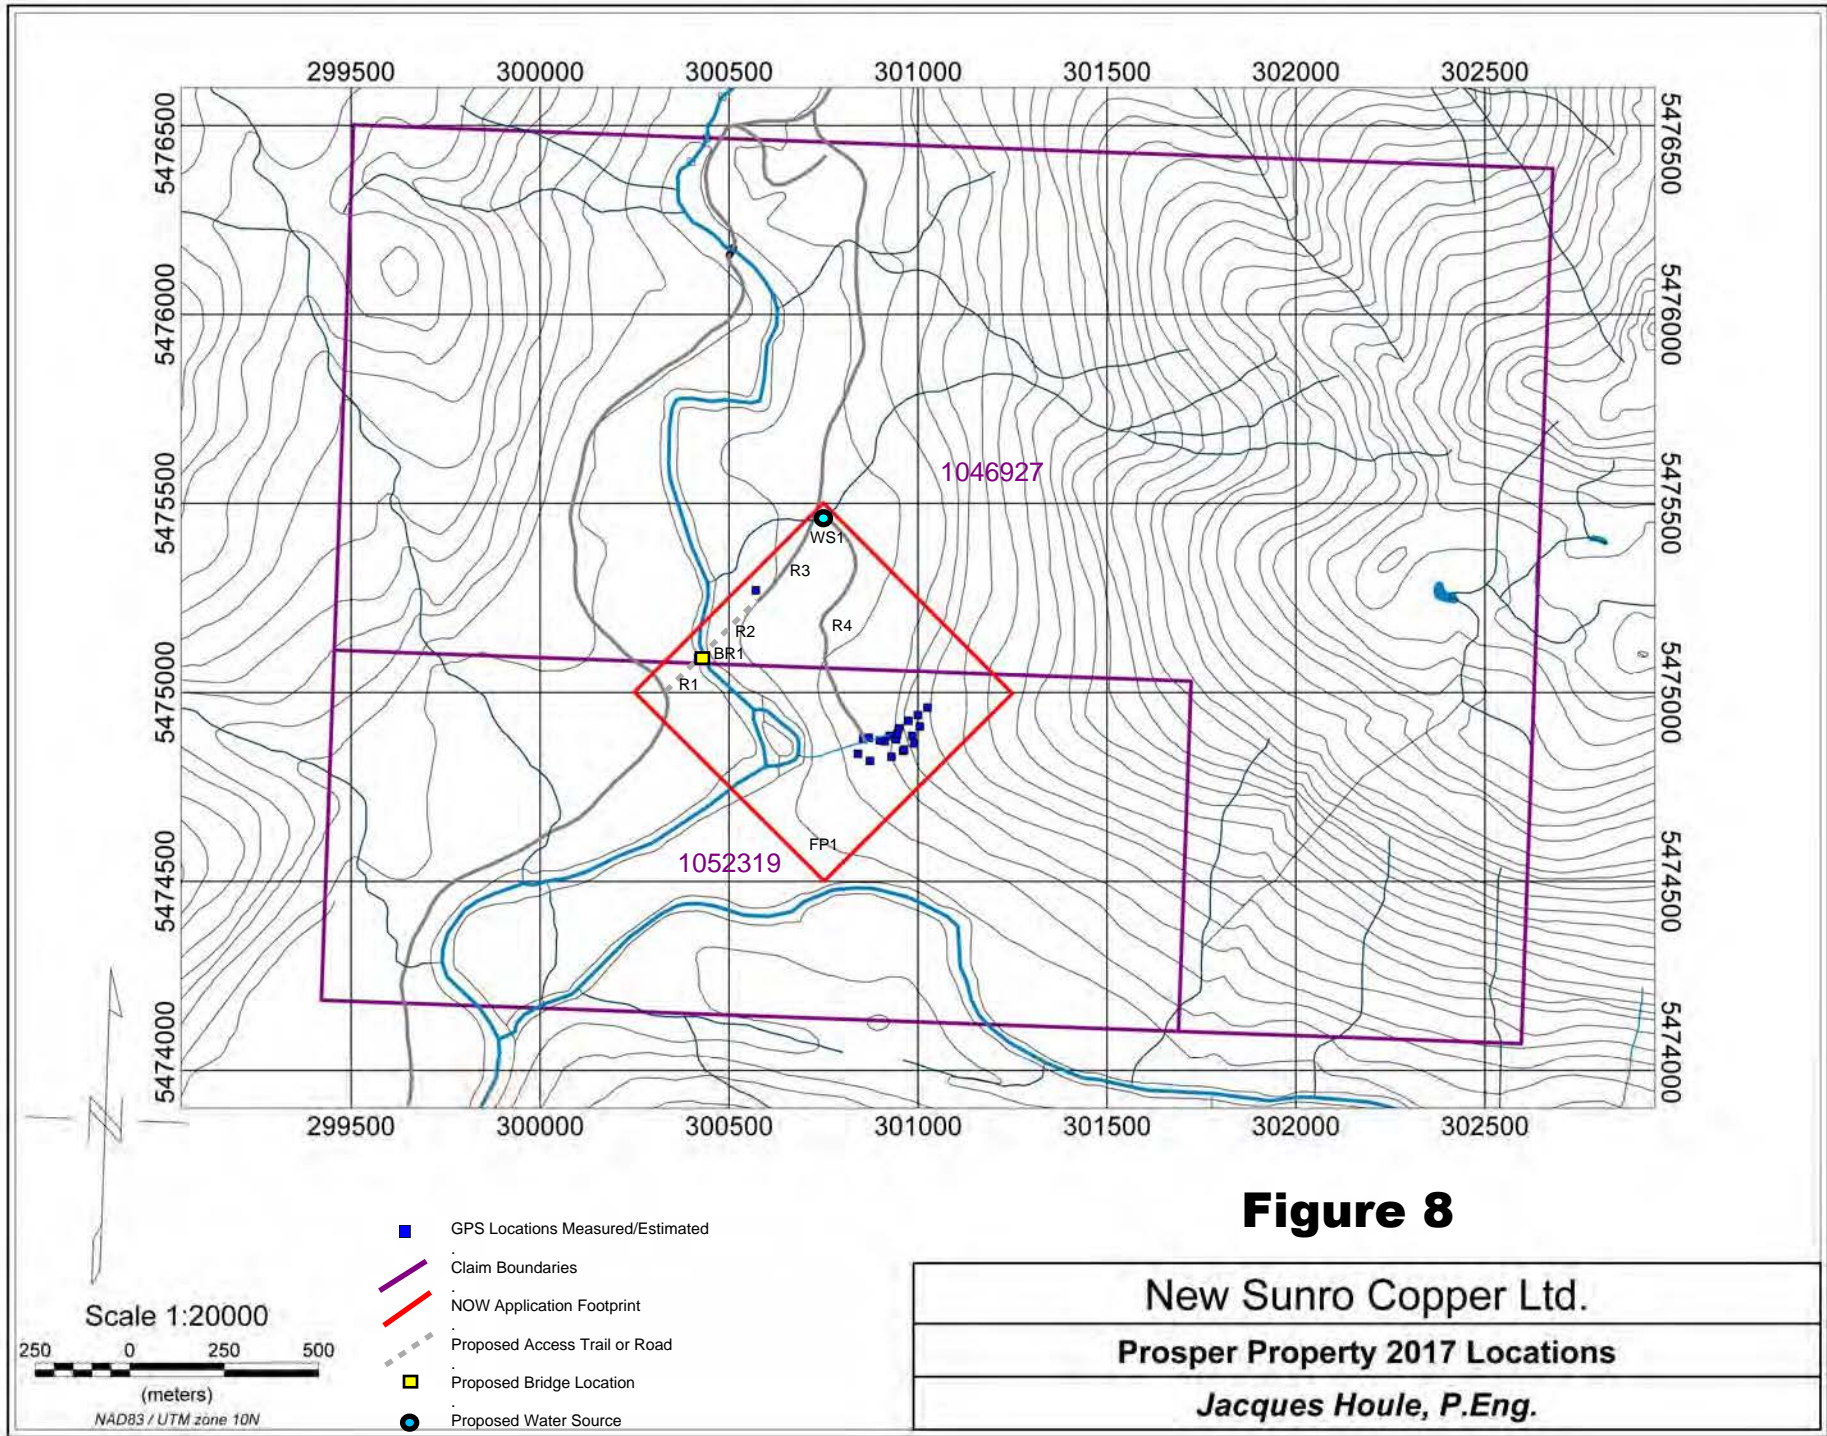 299500 300000 300500 301000 301500 302000 302500
5476500 5476500
5476000 5476000
1046927
5475500 5475500
WS1
R3
R4
R2
BR1
R1
5475000 5475000
FP1
1052319
5474500 5474500
5474000 5474000
299500 300000 300500 301000 301500 302000 302500
Figure 8
GPS Locations Measured/Estimated
.
Claim Boundaries
.
NOW Application Footprint
.
Proposed Access Trail or Road
.
Proposed Bridge Location
.
Proposed Water Source
Scale 1:20000
250 0 250 500
(meters)
NAD83 / UTM zone 10N
New Sunro Copper Ltd.
Prosper Property 2017 Locations
Jacques Houle, P.Eng.